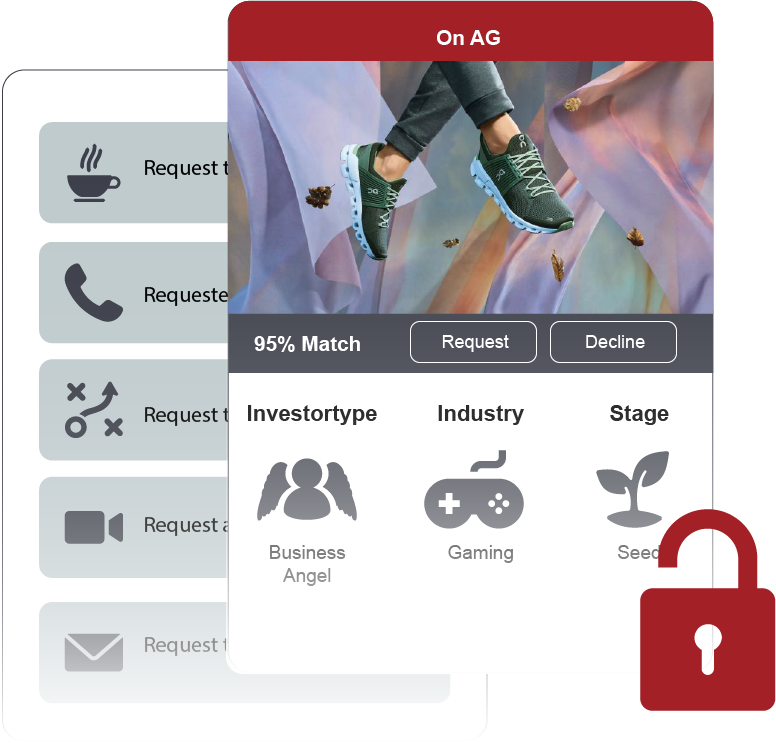 On AG
Request t
Requeste
Request t
Request a
Request t
95% Match
Request
Decline
Investortype
Industry
Stage
Business
Angel
Gaming
Seed